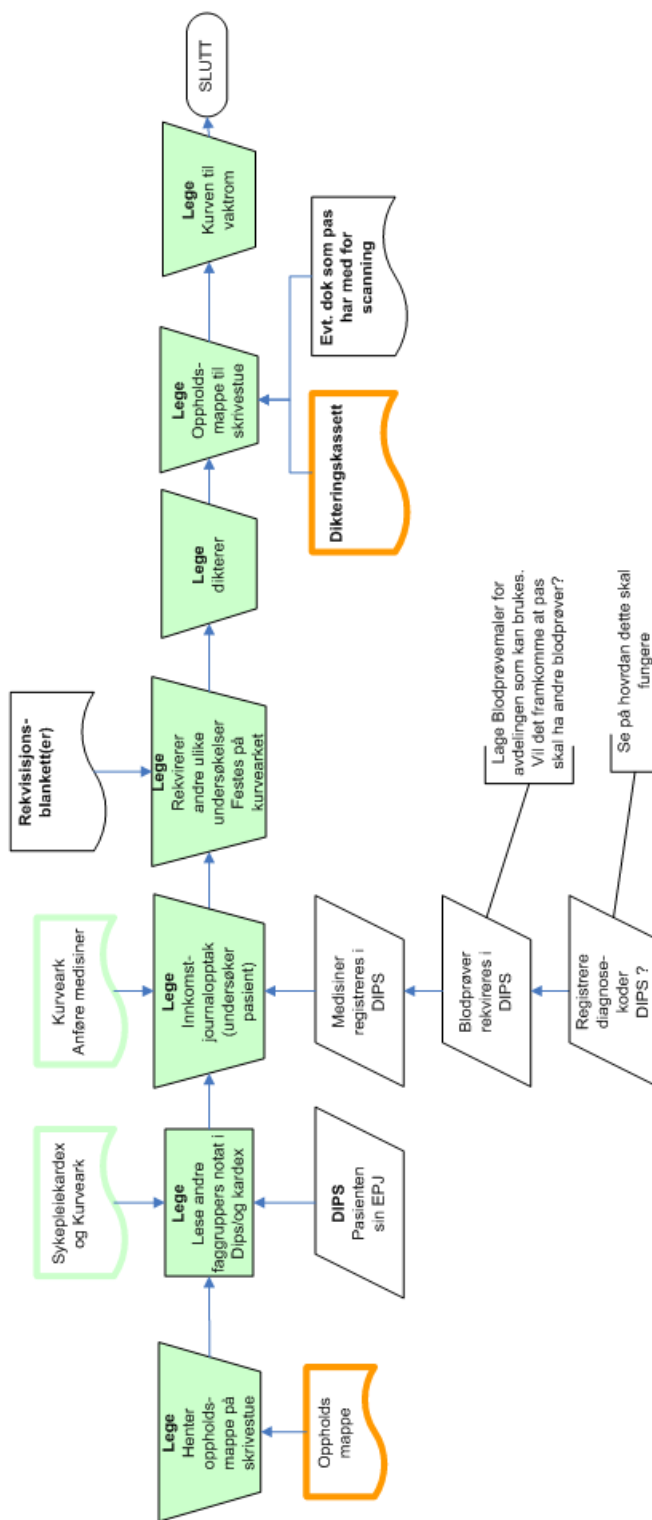 Lege
Henter
oppholds-
mappe på
skrivestue
Oppholds
mappe
Sykepleiekardex
og Kurveark
Lege
Lese andre
faggruppers notat i
Dips/og kardex
DIPS
Pasienten
sin EPJ
Kurveark
Anføre medisiner
Lege
Innkomst-
journalopptak
(undersøker
pasient)
Medisiner
registreres i
DIPS
Blodprøver
rekvireres i
DIPS
Registrere
diagnose-
koder
DIPS ?
Lage Blodprøvemaler for
avdelingen som kan brukes.
Vil det framkomme at pas
skal ha andre blodprøver?
Se på hovrdan dette skal
fungere
Rekvisisjons-
blankett(er)
Lege
Rekvirerer
andre ulike
undersøkelser
Festes på
kurvearket
Lege
dikterer
Lege
Oppholds-
mappe til
skrivestue
Dikteringskassett
Evt. dok som pas
har med for
scanning
Lege
Kurven til
vaktrom
SLUTT